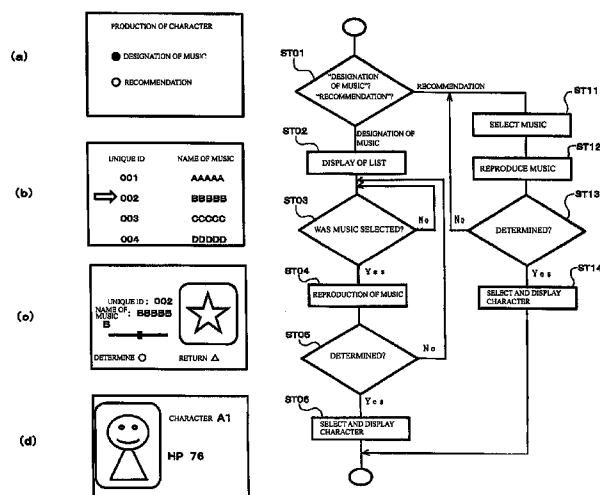 (a)
PRODUCTION OF CHARACTER
DESIGNATION OF MUSIC
RECOMMENDATION
(b)
UNIQUE ID NAME OF MUSIC
001 AAAAA
002 BBBBB
003 CCCCC
004 DDDDD
(c)
UNIQUE ID : 002
NAME OF
MUSIC : BBBBB
B
DETERMINE RETURN
(d)
CHARACTER A1
HP 76
ST01
"DESIGNATION
OF MUSIC"?
"RECOMMENDATION"?
RECOMMENDATION
DESIGNATION OF
MUSIC
ST02
DISPLAY OF LIST
ST03
WAS MUSIC SELECTED?
No
Yes
ST04
REPRODUCTION OF MUSIC
ST05
DETERMINED?
No
Yes
ST06
SELECT AND DISPLAY
CHARACTER
ST11
SELECT MUSIC
ST12
REPRODUCE MUSIC
ST13
DETERMINED?
No
Yes
ST14
SELECT AND DISPLAY
CHARACTER